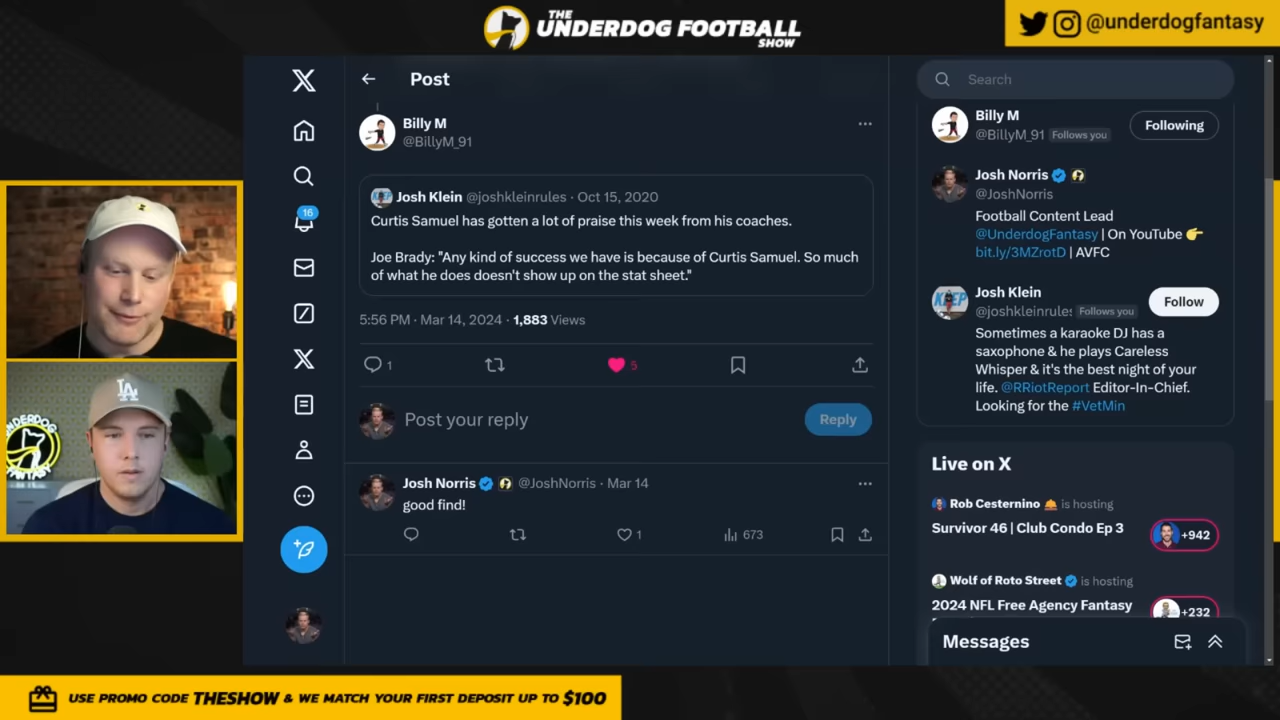 THE
UNDERDOG FOOTBALL
SHOW
@underdogfantasy
Post
Search
Billy M
@BillyM_91
Josh Klein @joshkleinrules · Oct 15, 2020
Curtis Samuel has gotten a lot of praise this week from his coaches.
Joe Brady: "Any kind of success we have is because of Curtis Samuel. So much
of what he does doesn't show up on the stat sheet."
5:56 PM · Mar 14, 2024 · 1,883 Views
1
5
Post your reply
Reply
Josh Norris @JoshNorris · Mar 14
good find!
1
673
16
Billy M
@BillyM_91 Follows you
Following
Josh Norris
@JoshNorris
Football Content Lead
@UnderdogFantasy | On YouTube 👉
bit.ly/3MZrotD | AVFC
Josh Klein
@joshkleinrules Follows you
Follow
Sometimes a karaoke DJ has a
saxophone & he plays Careless
Whisper & it's the best night of your
life. @RRiotReport Editor-In-Chief.
Looking for the #VetMin
Live on X
Rob Cesternino is hosting
Survivor 46 | Club Condo Ep 3
+942
Wolf of Roto Street is hosting
2024 NFL Free Agency Fantasy
+232
Messages
KEEP
LA
UNDERDOG
FANTASY
USE PROMO CODE THESHOW & WE MATCH YOUR FIRST DEPOSIT UP TO $100